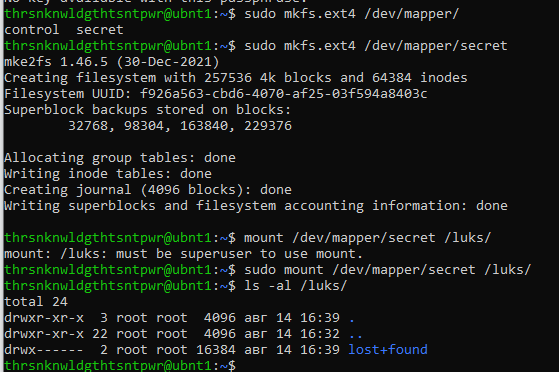 No key available with this passphrase.
thrsnknwldgthtsntpwr@ubnt1:~$ sudo mkfs.ext4 /dev/mapper/
control  secret
thrsnknwldgthtsntpwr@ubnt1:~$ sudo mkfs.ext4 /dev/mapper/secret
mke2fs 1.46.5 (30-Dec-2021)
Creating filesystem with 257536 4k blocks and 64384 inodes
Filesystem UUID: f926a563-cbd6-4070-af25-03f594a8403c
Superblock backups stored on blocks:
        32768, 98304, 163840, 229376

Allocating group tables: done
Writing inode tables: done
Creating journal (4096 blocks): done
Writing superblocks and filesystem accounting information: done

thrsnknwldgthtsntpwr@ubnt1:~$ mount /dev/mapper/secret /luks/
mount: /luks: must be superuser to use mount.
thrsnknwldgthtsntpwr@ubnt1:~$ sudo mount /dev/mapper/secret /luks/
thrsnknwldgthtsntpwr@ubnt1:~$ ls -al /luks/
total 24
drwxr-xr-x  3 root root  4096 авг 14 16:39 .
drwxr-xr-x 22 root root  4096 авг 14 16:32 ..
drwx------  2 root root 16384 авг 14 16:39 lost+found
thrsnknwldgthtsntpwr@ubnt1:~$